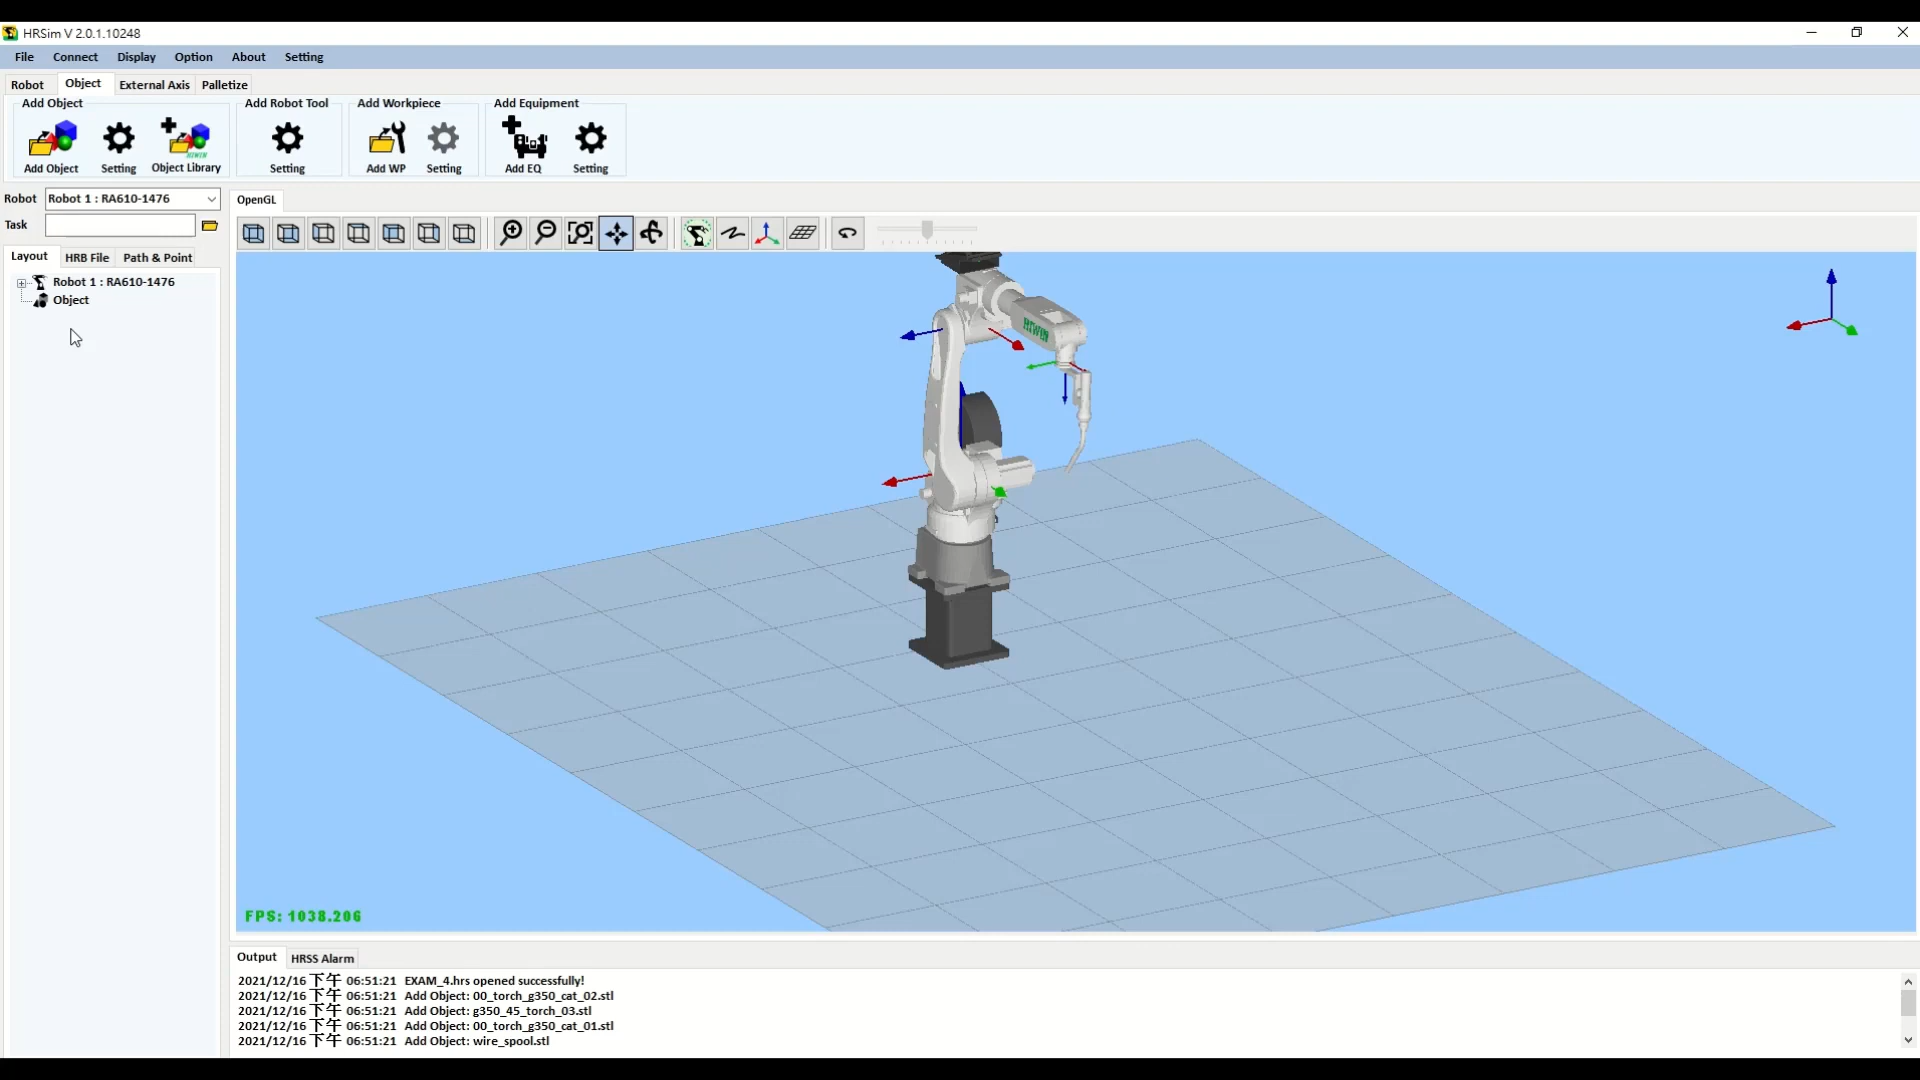 HRSim V 2.0.1.10248
File Connect Display Option About Setting
Robot Object External Axis Palletize
Add Object Add Robot Tool Add Workpiece Add Equipment
HIWIN
Add Object Setting Object Library Setting Add WP Setting Add EQ Setting
Robot Robot 1 : RA610-1476
OpenGL
Task
Layout HRB File Path & Point
Robot 1 : RA610-1476
Object
HIWIN
FPS: 1038.206
Output HRSS Alarm
2021/12/16 下午 06:51:21 EXAM_4.hrs opened successfully!
2021/12/16 下午 06:51:21 Add Object: 00_torch_g350_cat_02.stl
2021/12/16 下午 06:51:21 Add Object: g350_45_torch_03.stl
2021/12/16 下午 06:51:21 Add Object: 00_torch_g350_cat_01.stl
2021/12/16 下午 06:51:21 Add Object: wire_spool.stl